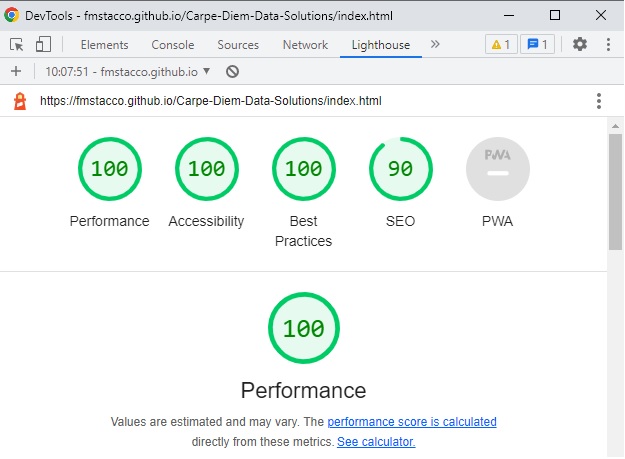 DevTools - fmstacco.github.io/Carpe-Diem-Data-Solutions/index.html
Elements Console Sources Network Lighthouse » 1 1
10:07:51 - fmstacco.github.io
https://fmstacco.github.io/Carpe-Diem-Data-Solutions/index.html
100 100 100 90 PWA
Performance Accessibility Best Practices SEO PWA
100
Performance
Values are estimated and may vary. The performance score is calculated
directly from these metrics. See calculator.